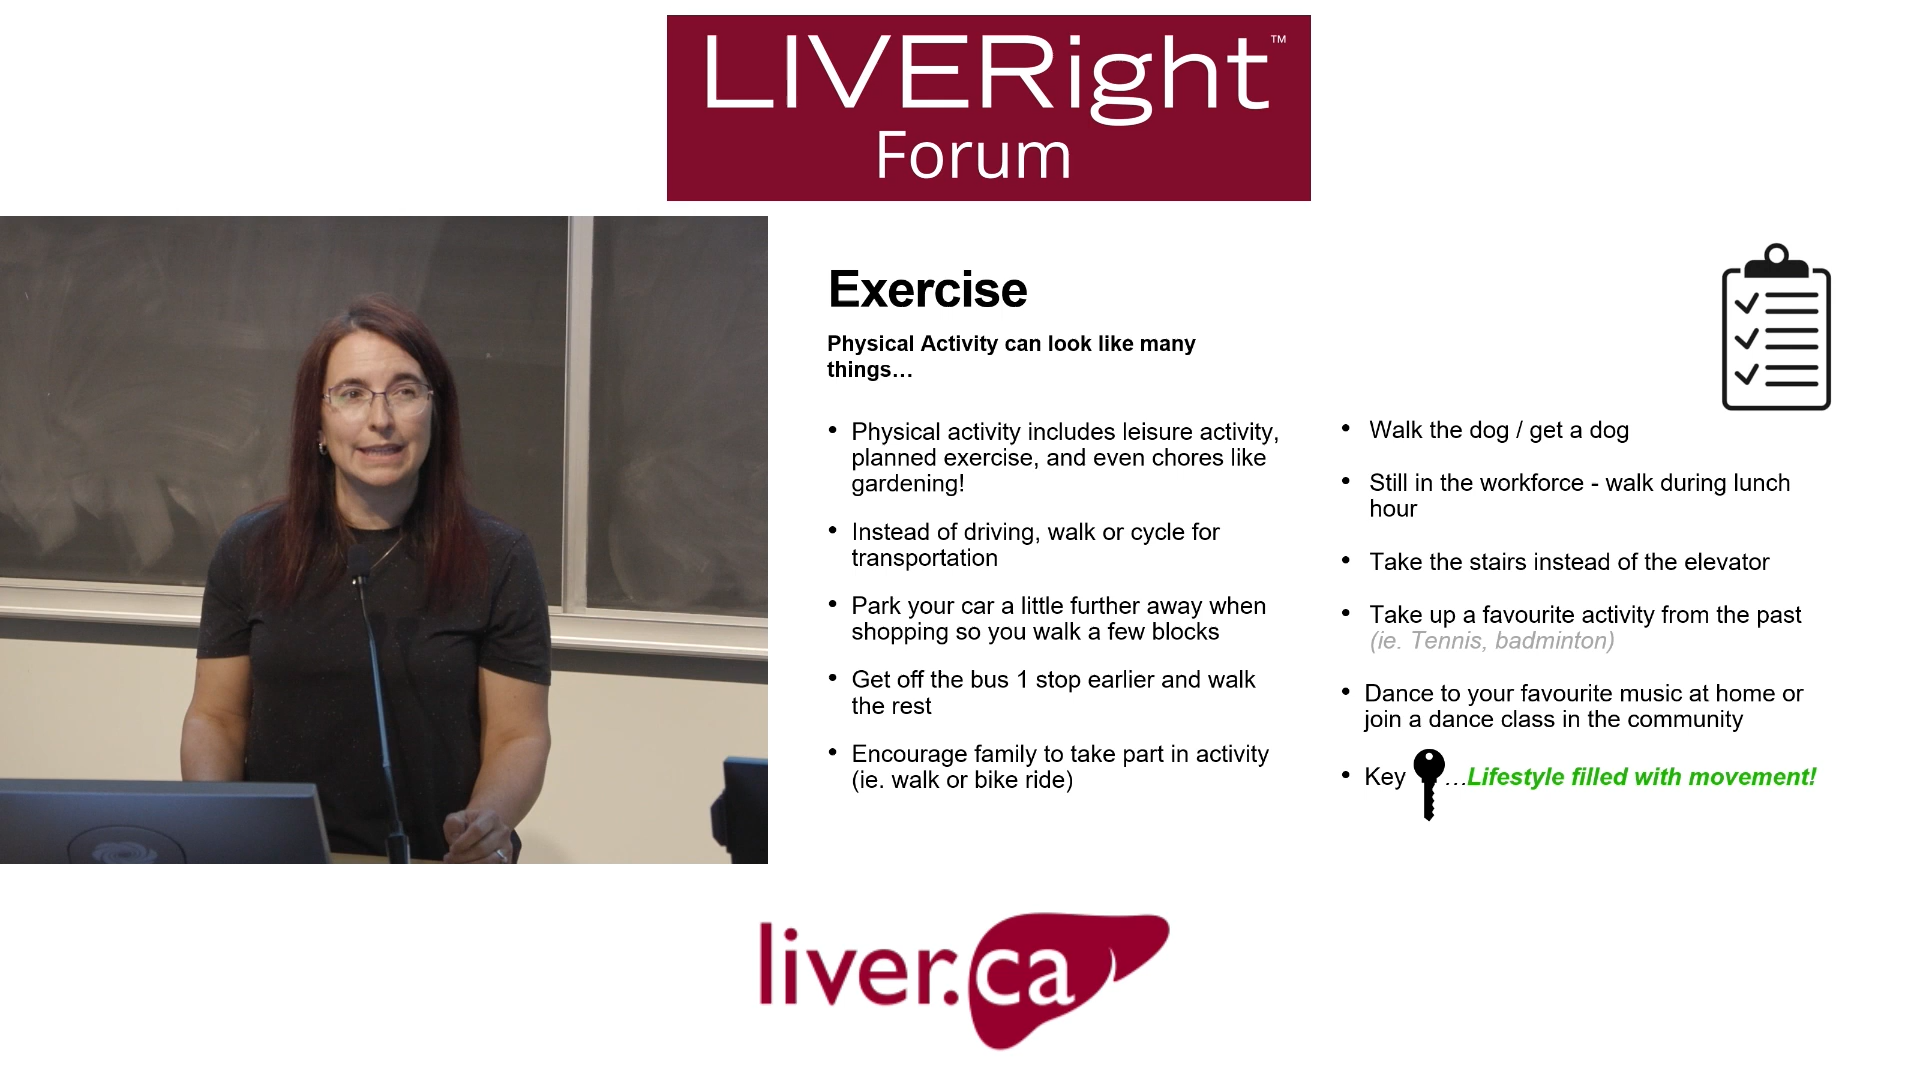 LIVERight™
Forum
Exercise
Physical Activity can look like many
things…
• Physical activity includes leisure activity,
planned exercise, and even chores like
gardening!
• Instead of driving, walk or cycle for
transportation
• Park your car a little further away when
shopping so you walk a few blocks
• Get off the bus 1 stop earlier and walk
the rest
• Encourage family to take part in activity
(ie. walk or bike ride)
• Walk the dog / get a dog
• Still in the workforce - walk during lunch
hour
• Take the stairs instead of the elevator
• Take up a favourite activity from the past
(ie. Tennis, badminton)
• Dance to your favourite music at home or
join a dance class in the community
• Key …Lifestyle filled with movement!
liver.ca